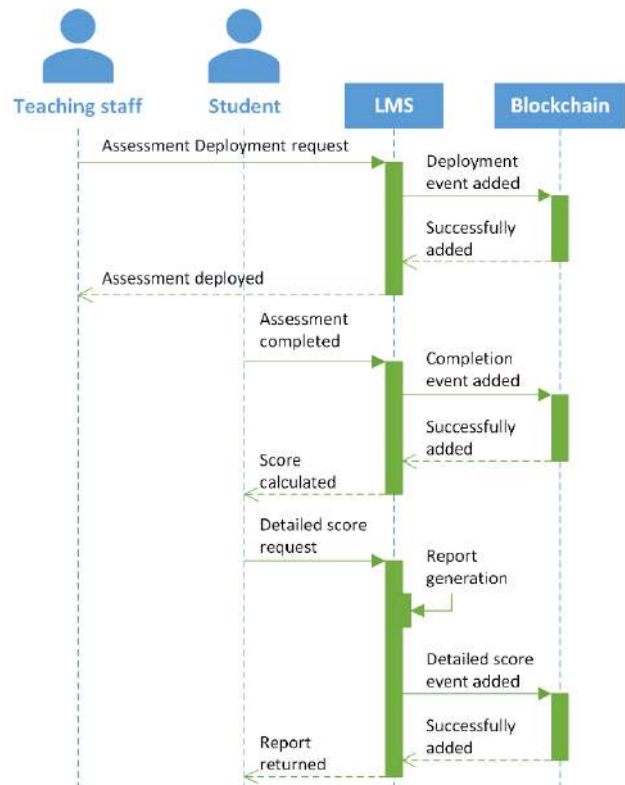 Teaching staff
Student
LMS
Blockchain
Assessment Deployment request
Deployment
event added
Successfully
added
Assessment deployed
Assessment
completed
Completion
event added
Successfully
added
Score
calculated
Detailed score
request
Report
generation
Detailed score
event added
Successfully
added
Report
returned